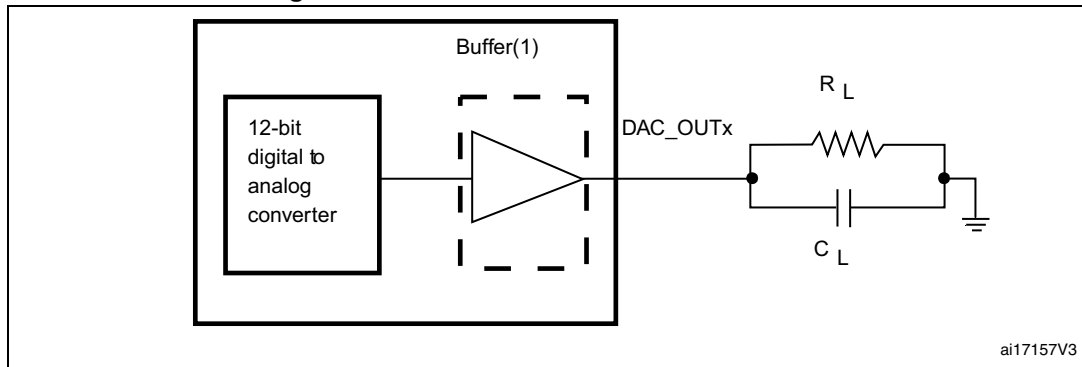 Buffer(1)
12-bit
digital to
analog
converter
DAC_OUTx
R L
C L
ai17157V3